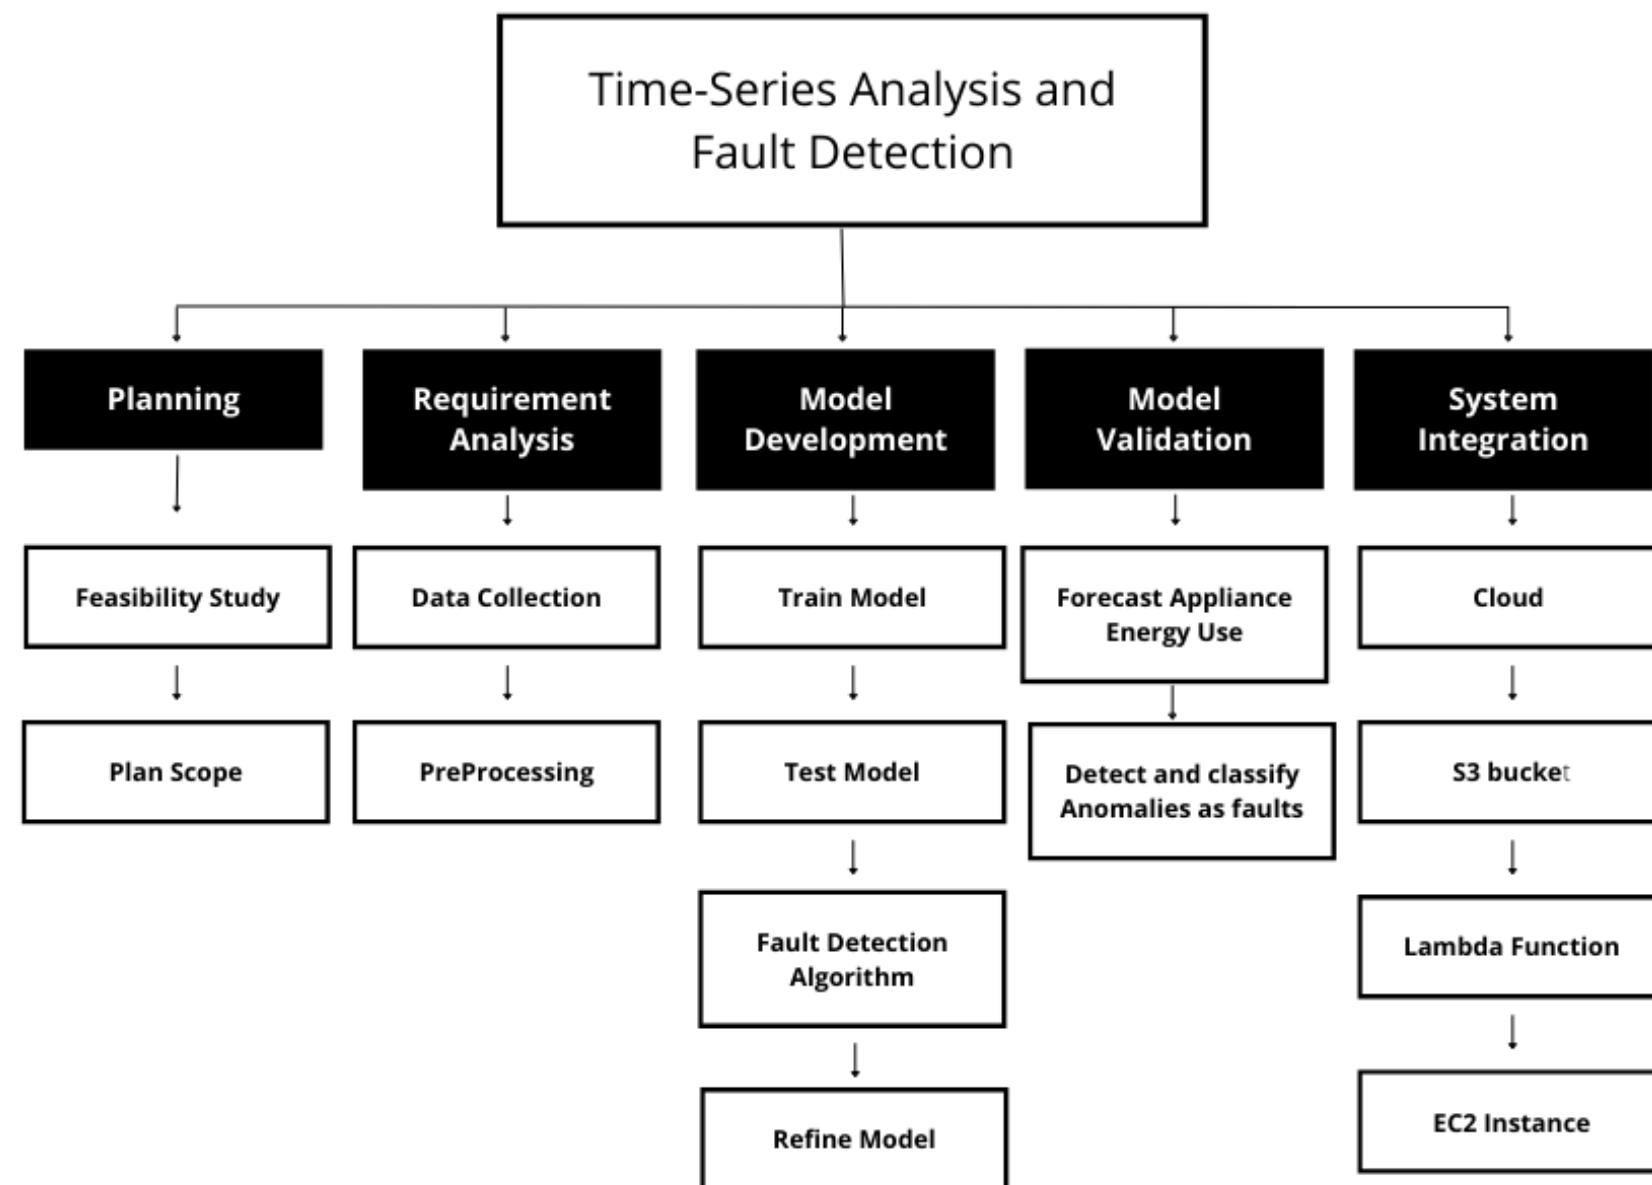 Time-Series Analysis and
Fault Detection
Planning
Requirement
Analysis
Model
Development
Model
Validation
System
Integration
Feasibility Study
Data Collection
Train Model
Forecast Appliance
Energy Use
Cloud
Plan Scope
PreProcessing
Test Model
Detect and classify
Anomalies as faults
S3 bucket
Fault Detection
Algorithm
Lambda Function
Refine Model
EC2 Instance